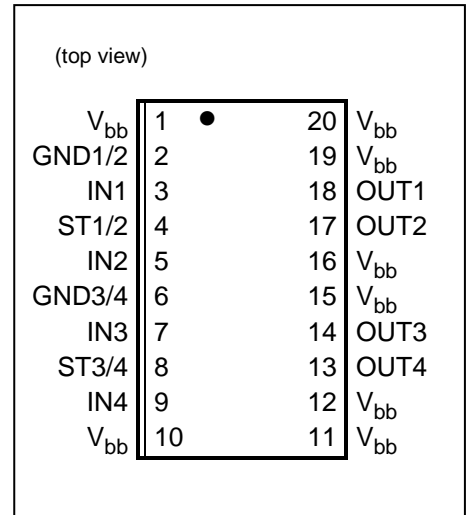 (top view)
Vbb 1 20 Vbb
GND1/2 2 19 Vbb
IN1 3 18 OUT1
ST1/2 4 17 OUT2
IN2 5 16 Vbb
GND3/4 6 15 Vbb
IN3 7 14 OUT3
ST3/4 8 13 OUT4
IN4 9 12 Vbb
Vbb 10 11 Vbb